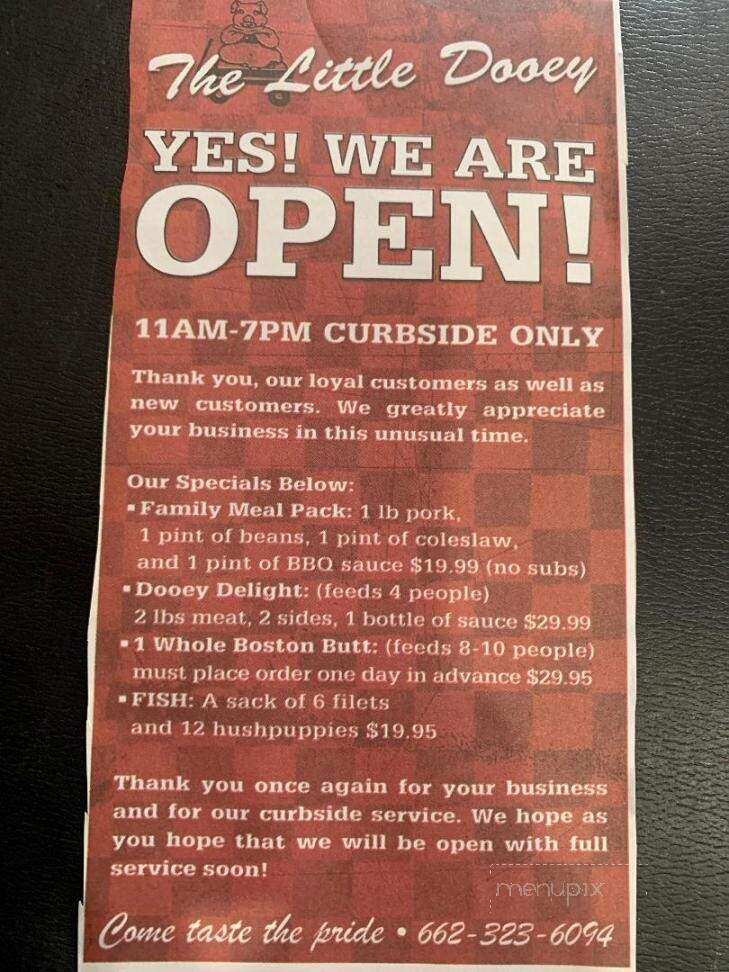 The Little Dooey
YES! WE ARE
OPEN!
11AM-7PM CURBSIDE ONLY
Thank you, our loyal customers as well as
new customers. We greatly appreciate
your business in this unusual time.
Our Specials Below:
▪ Family Meal Pack: 1 lb pork,
1 pint of beans, 1 pint of coleslaw,
and 1 pint of BBQ sauce $19.99 (no subs)
▪ Dooey Delight: (feeds 4 people)
2 lbs meat, 2 sides, 1 bottle of sauce $29.99
▪ 1 Whole Boston Butt: (feeds 8-10 people)
must place order one day in advance $29.95
▪ FISH: A sack of 6 filets
and 12 hushpuppies $19.95
Thank you once again for your business
and for our curbside service. We hope as
you hope that we will be open with full
service soon!
menupix
Come taste the pride • 662-323-6094